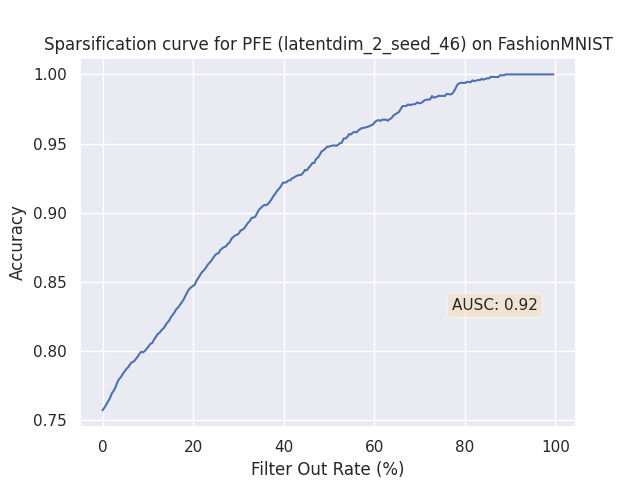 Sparsification curve for PFE (latentdim_2_seed_46) on FashionMNIST
1.00
0.95
0.90
0.85
0.80
0.75
Accuracy
AUSC: 0.92
0 20 40 60 80 100
Filter Out Rate (%)